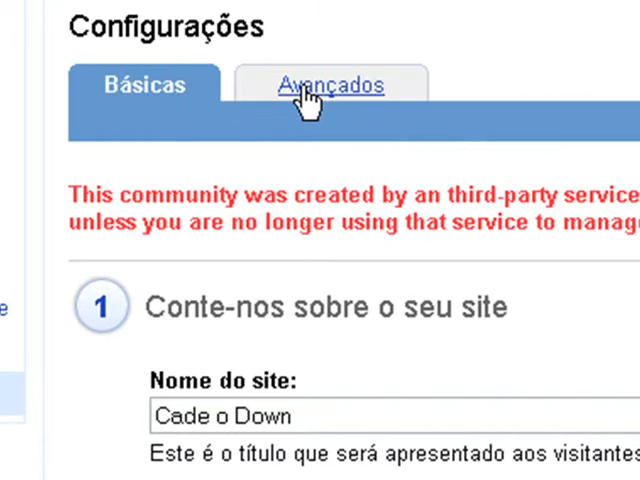 Configurações
Básicas
Avançados
This community was created by an third-party service
unless you are no longer using that service to manag
e
1
Conte-nos sobre o seu site
Nome do site:
Cade o Down
Este é o título que será apresentado aos visitantes